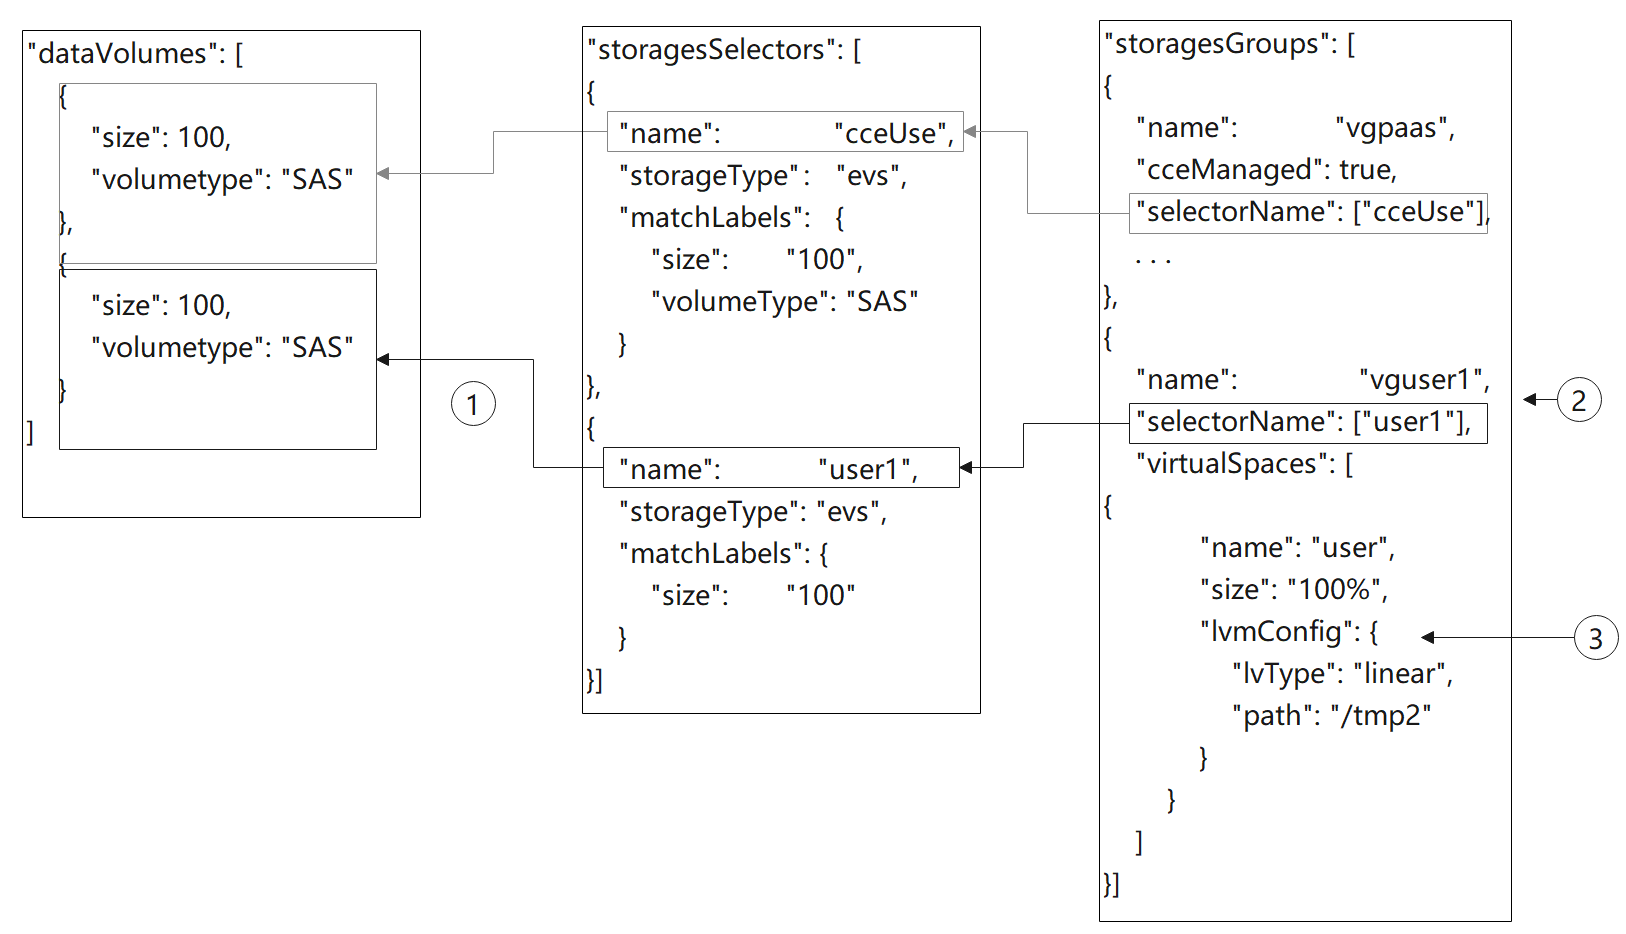 "dataVolumes": [
{
"size": 100,
"volumetype": "SAS"
},
{
"size": 100,
"volumetype": "SAS"
}
]
1
"storagesSelectors": [
{
"name": "cceUse",
"storageType": "evs",
"matchLabels": {
"size": "100",
"volumeType": "SAS"
}
},
{
"name": "user1",
"storageType": "evs",
"matchLabels": {
"size": "100"
}
}]
"storagesGroups": [
{
"name": "vgpaas",
"cceManaged": true,
"selectorName": ["cceUse"],
. . .
},
{
"name": "vguser1",
"selectorName": ["user1"],
"virtualSpaces": [
{
"name": "user",
"size": "100%",
"lvmConfig": {
"lvType": "linear",
"path": "/tmp2"
}
}
]
}]
2
3